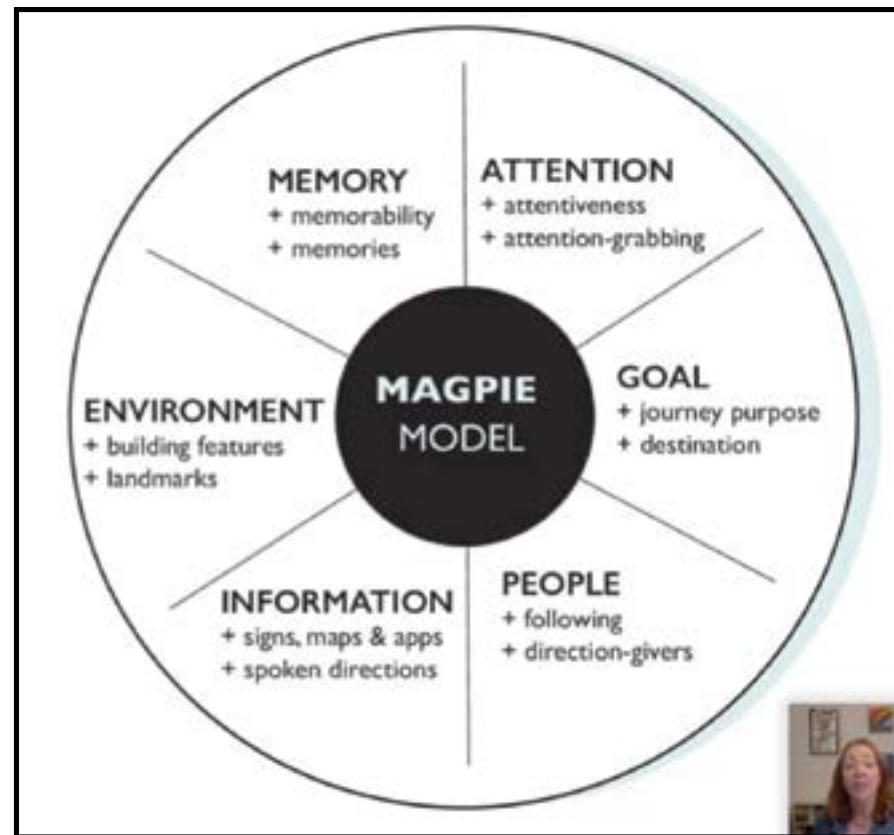 MEMORY
+ memorability
+ memories
ATTENTION
+ attentiveness
+ attention-grabbing
GOAL
+ journey purpose
+ destination
PEOPLE
+ following
+ direction-givers
INFORMATION
+ signs, maps & apps
+ spoken directions
ENVIRONMENT
+ building features
+ landmarks
MAGPIE
MODEL